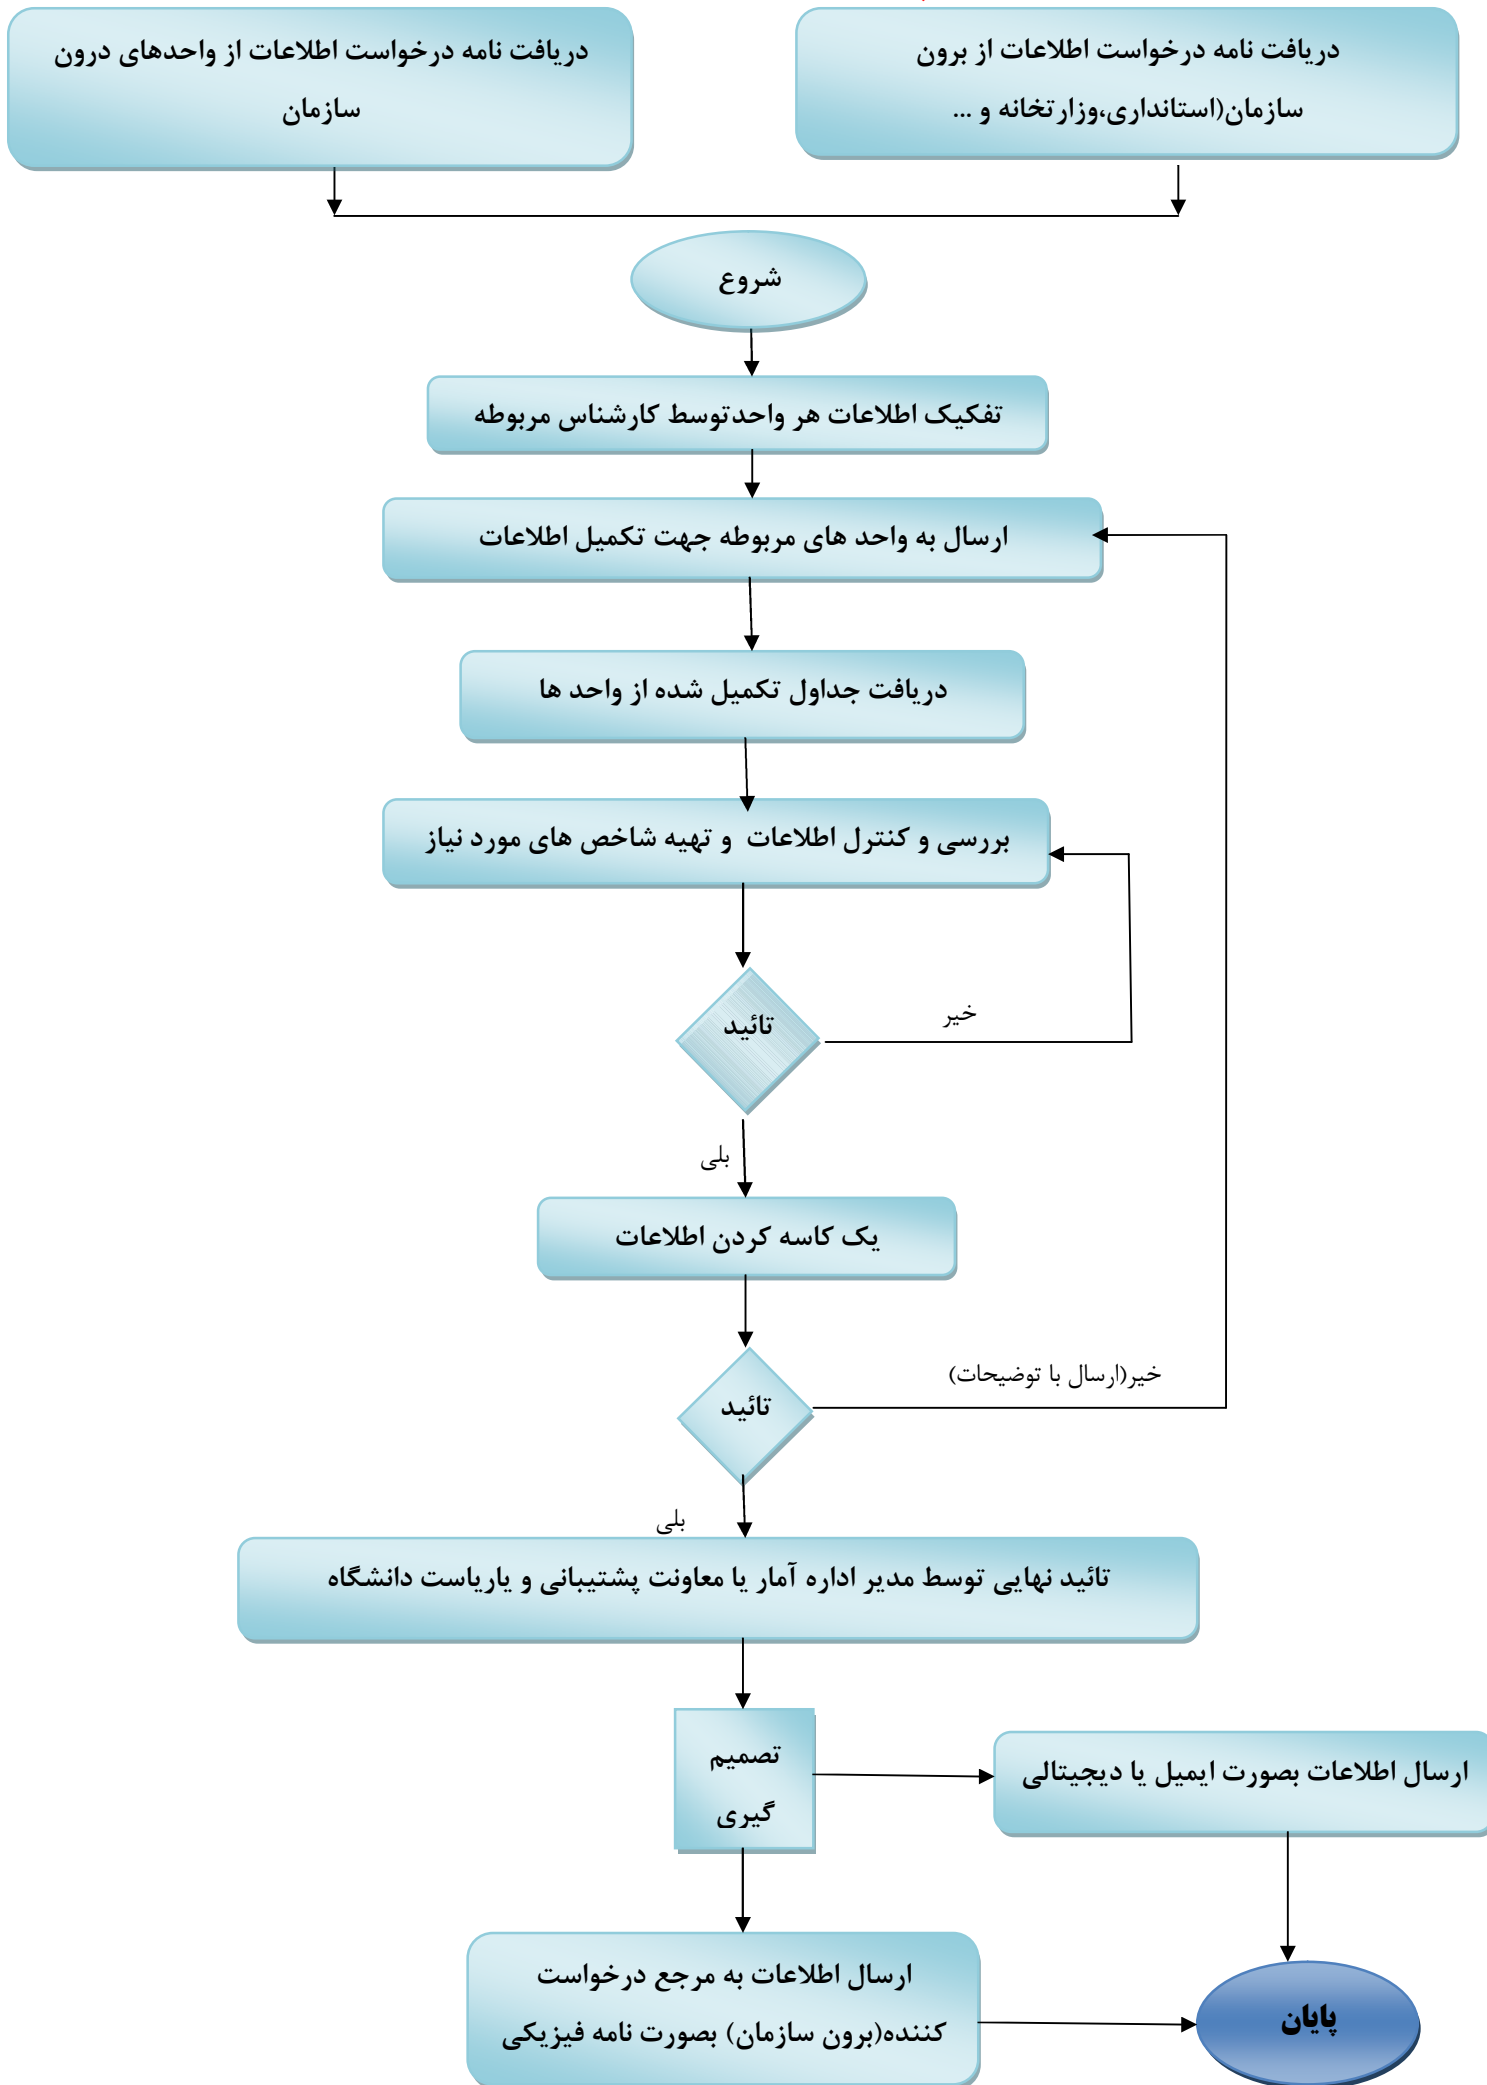 دریافت نامه درخواست اطلاعات از برون
سازمان(استانداری،وزارتخانه و ...
دریافت نامه درخواست اطلاعات از واحدهای درون
سازمان
شروع
تفکیک اطلاعات هر واحدتوسط کارشناس مربوطه
ارسال به واحد های مربوطه جهت تکمیل اطلاعات
دریافت جداول تکمیل شده از واحد ها
بررسی و کنترل اطلاعات و تهیه شاخص های مورد نیاز
تائید
خیر
بلی
یک کاسه کردن اطلاعات
خیر(ارسال با توضیحات)
تائید
بلی
تائید نهایی توسط مدیر اداره آمار یا معاونت پشتیبانی و یاریاست دانشگاه
تصمیم
گیری
ارسال اطلاعات بصورت ایمیل یا دیجیتالی
ارسال اطلاعات به مرجع درخواست
کننده(برون سازمان) بصورت نامه فیزیکی
پایان